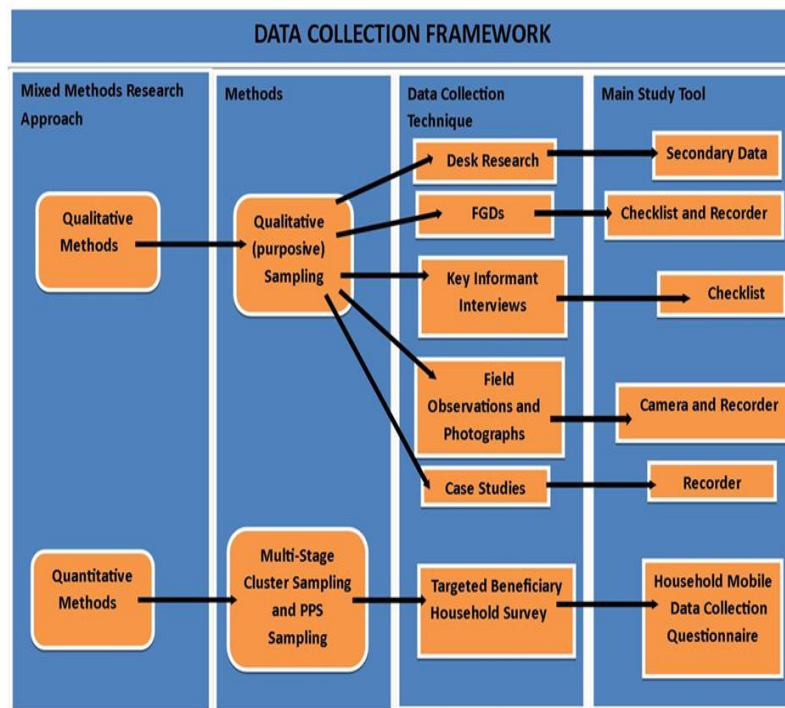 DATA COLLECTION FRAMEWORK
Mixed Methods Research
Approach
Methods
Data Collection
Technique
Main Study Tool
Qualitative
Methods
Qualitative
(purposive)
Sampling
Desk Research
Secondary Data
FGDs
Checklist and Recorder
Key Informant
Interviews
Checklist
Field
Observations and
Photographs
Camera and Recorder
Case Studies
Recorder
Quantitative
Methods
Multi-Stage
Cluster Sampling
and PPS
Sampling
Targeted Beneficiary
Household Survey
Household Mobile
Data Collection
Questionnaire